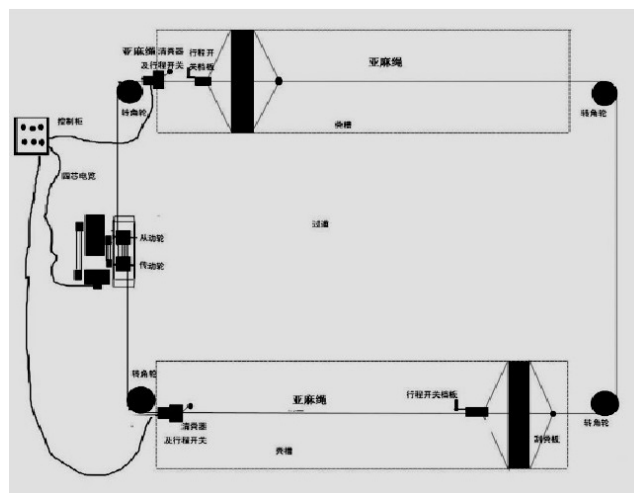 亚麻绳清粪器
及行程开关
行程开
关档板
亚麻绳
转角轮
粪槽
转角轮
控制柜
四芯电览
从动轮
传动轮
过道
转角轮
亚麻绳
行程开关档板
清粪器
及行程开关
粪槽
刮粪板
转角轮